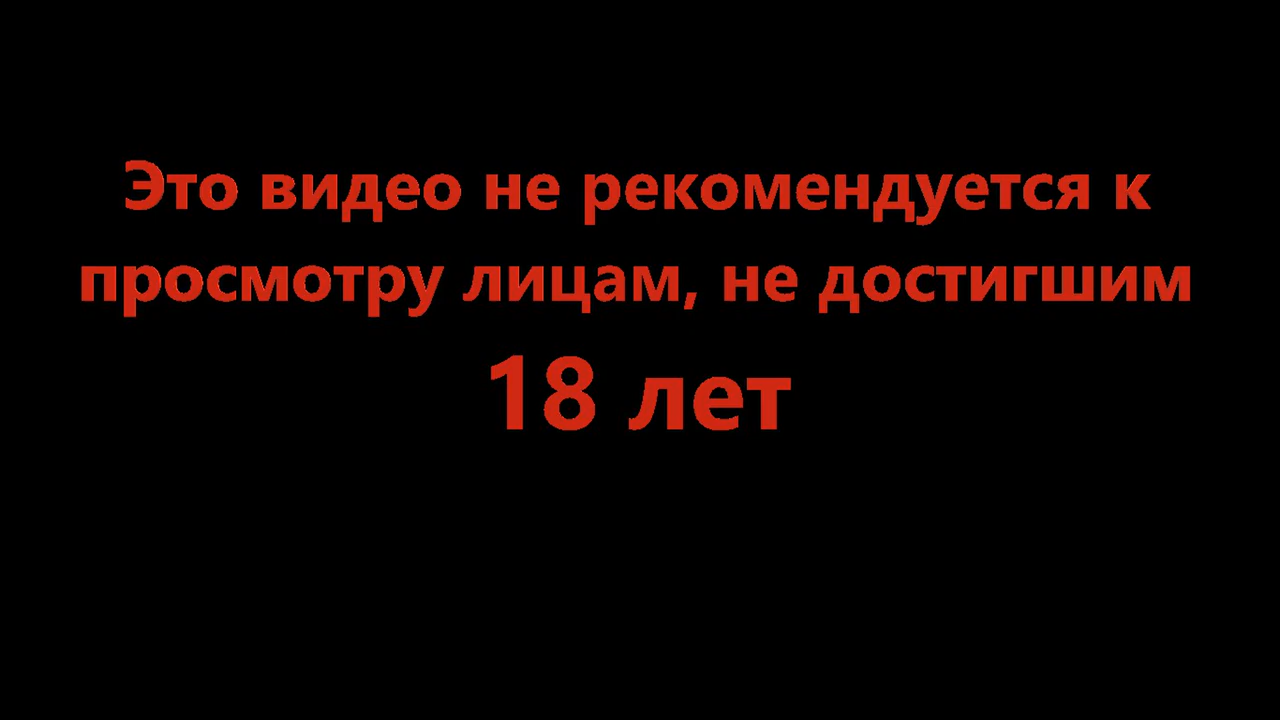 Это видео не рекомендуется к
просмотру лицам, не достигшим
18 лет